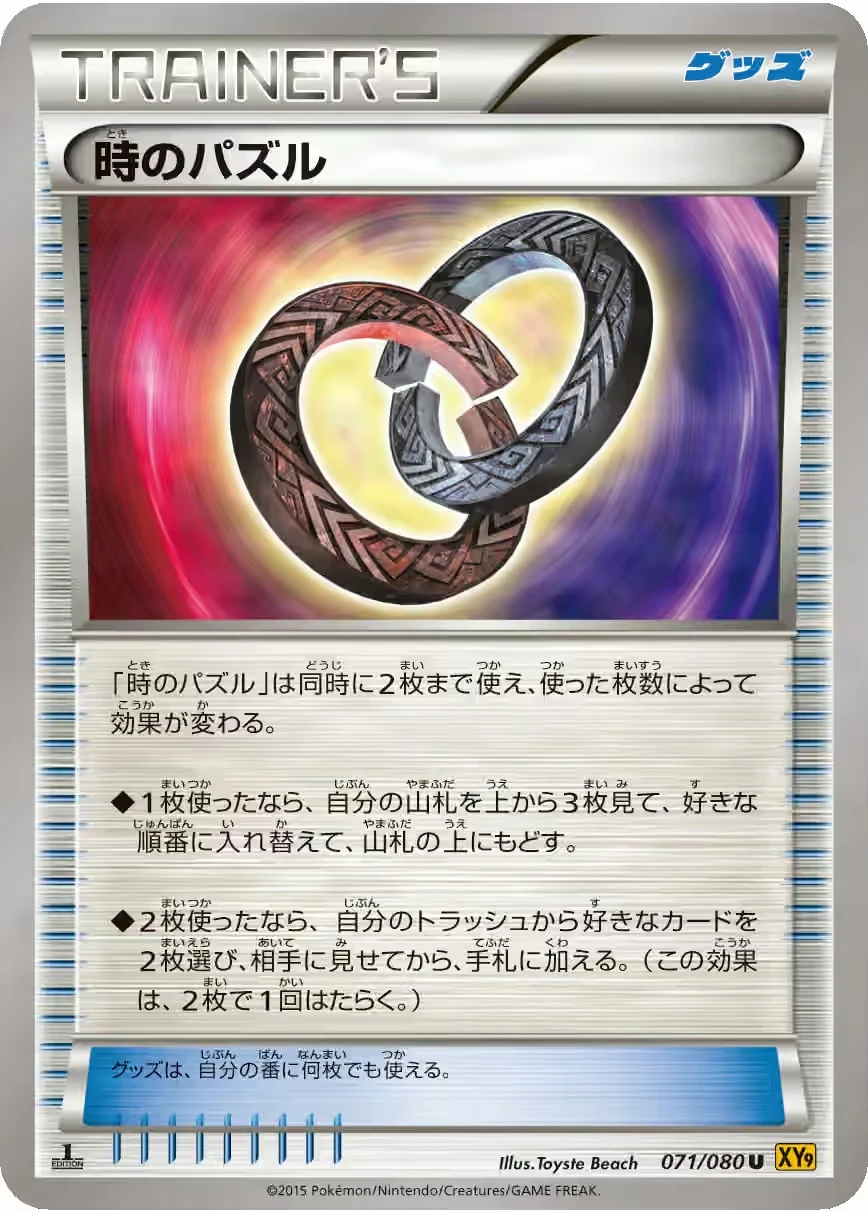 TRAINER'S グッズ
時のパズル
「時のパズル」は同時に2枚まで使え、使った枚数によって
効果が変わる。
◆1枚使ったなら、自分の山札を上から3枚見て、好きな
順番に入れ替えて、山札の上にもどす。
◆2枚使ったなら、自分のトラッシュから好きなカードを
2枚選び、相手に見せてから、手札に加える。（この効果
は、2枚で1回はたらく。）
グッズは、自分の番に何枚でも使える。
1 EDITION Illus.Toyste Beach 071/080 U XY9
©2015 Pokémon/Nintendo/Creatures/GAME FREAK.